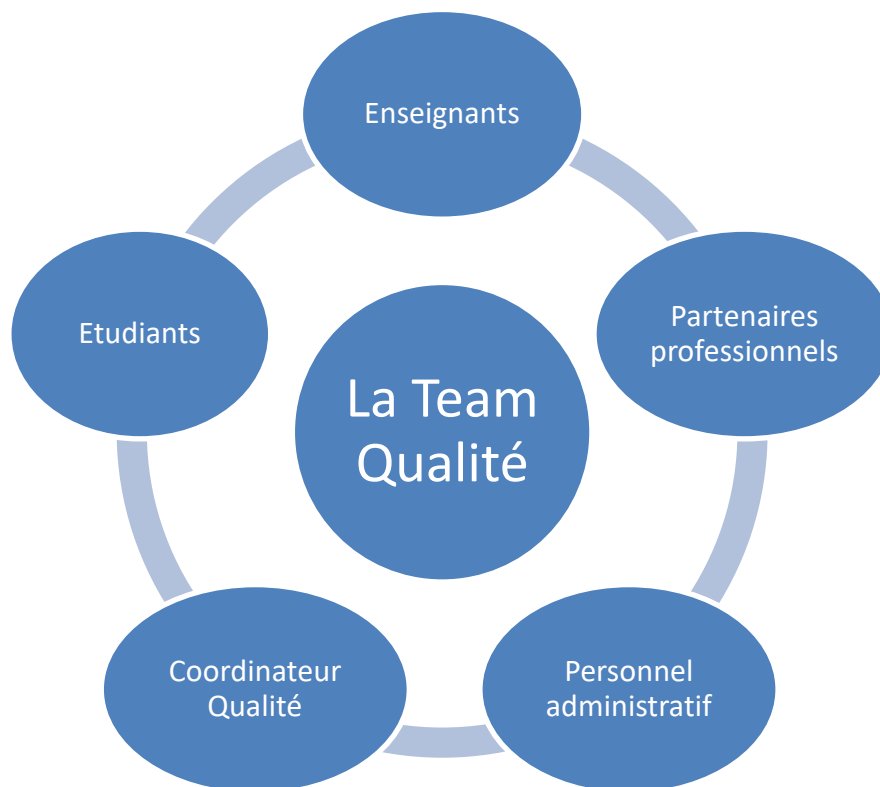 Enseignants
Partenaires
professionnels
Etudiants
La Team
Qualité
Coordinateur
Qualité
Personnel
administratif